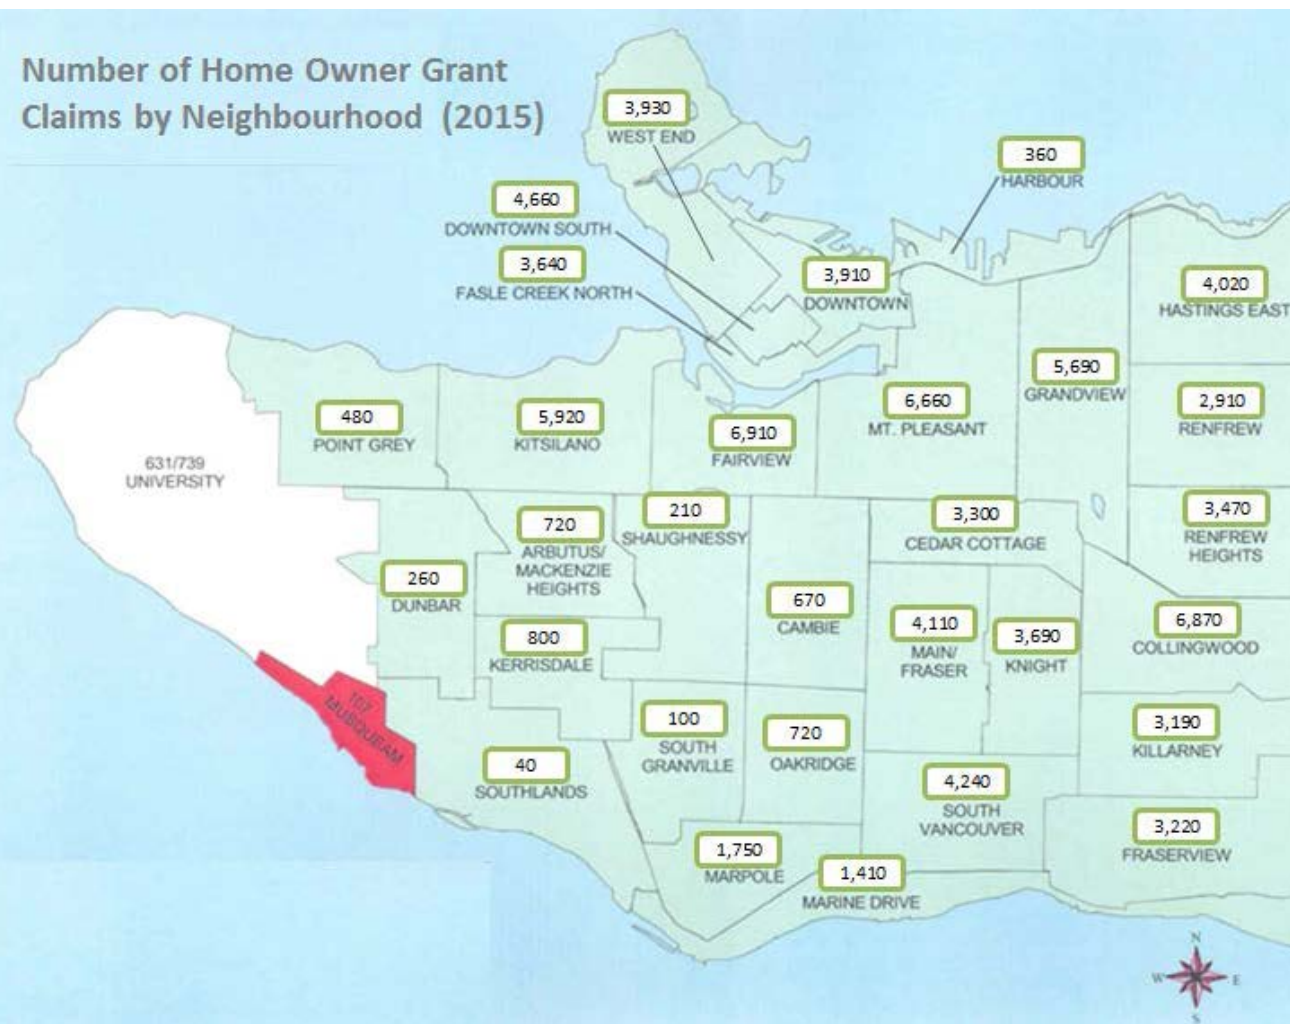 Number of Home Owner Grant
Claims by Neighbourhood (2015)
3,930
WEST END
360
HARBOUR
4,660
DOWNTOWN SOUTH
3,640
FASLE CREEK NORTH
3,910
DOWNTOWN
4,020
HASTINGS EAST
5,690
GRANDVIEW
2,910
RENFREW
480
POINT GREY
5,920
KITSILANO
6,910
FAIRVIEW
6,660
MT. PLEASANT
631/739
UNIVERSITY
720
ARBUTUS/
MACKENZIE
HEIGHTS
210
SHAUGHNESSY
3,300
CEDAR COTTAGE
3,470
RENFREW
HEIGHTS
260
DUNBAR
800
KERRISDALE
670
CAMBIE
4,110
MAIN/
FRASER
3,690
KNIGHT
6,870
COLLINGWOOD
107
MUSQUEAM
40
SOUTHLANDS
100
SOUTH
GRANVILLE
720
OAKRIDGE
4,240
SOUTH
VANCOUVER
3,190
KILLARNEY
3,220
FRASERVIEW
1,750
MARPOLE
1,410
MARINE DRIVE
N
W E
S